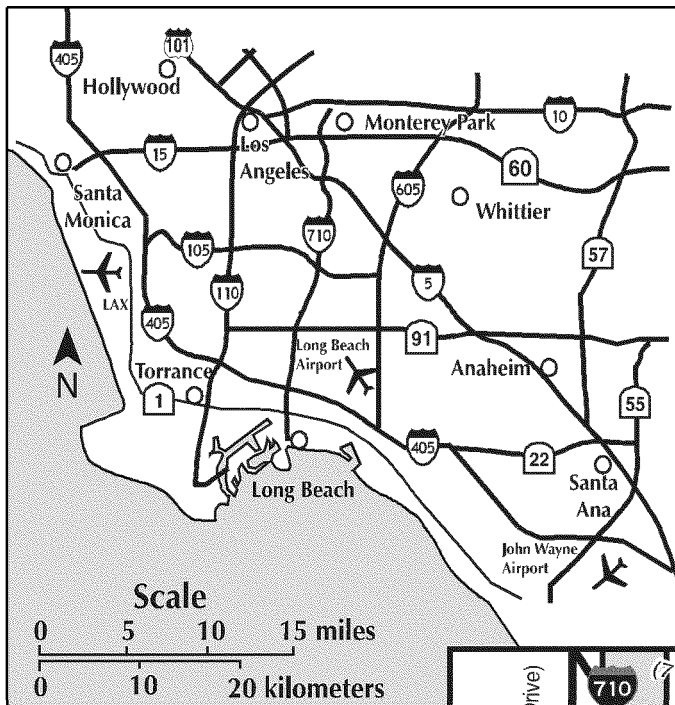 405
101
Hollywood
10
Monterey Park
Los
Angeles
15
60
Santa
Monica
605
Whittier
710
105
57
LAX
110
5
405
91
Long Beach
Airport
N
Torrance
Anaheim
1
55
405
22
Santa
Ana
Long Beach
John Wayne
Airport
Scale
0 5 10 15 miles
0 10 20 kilometers
Drive)
710
(7